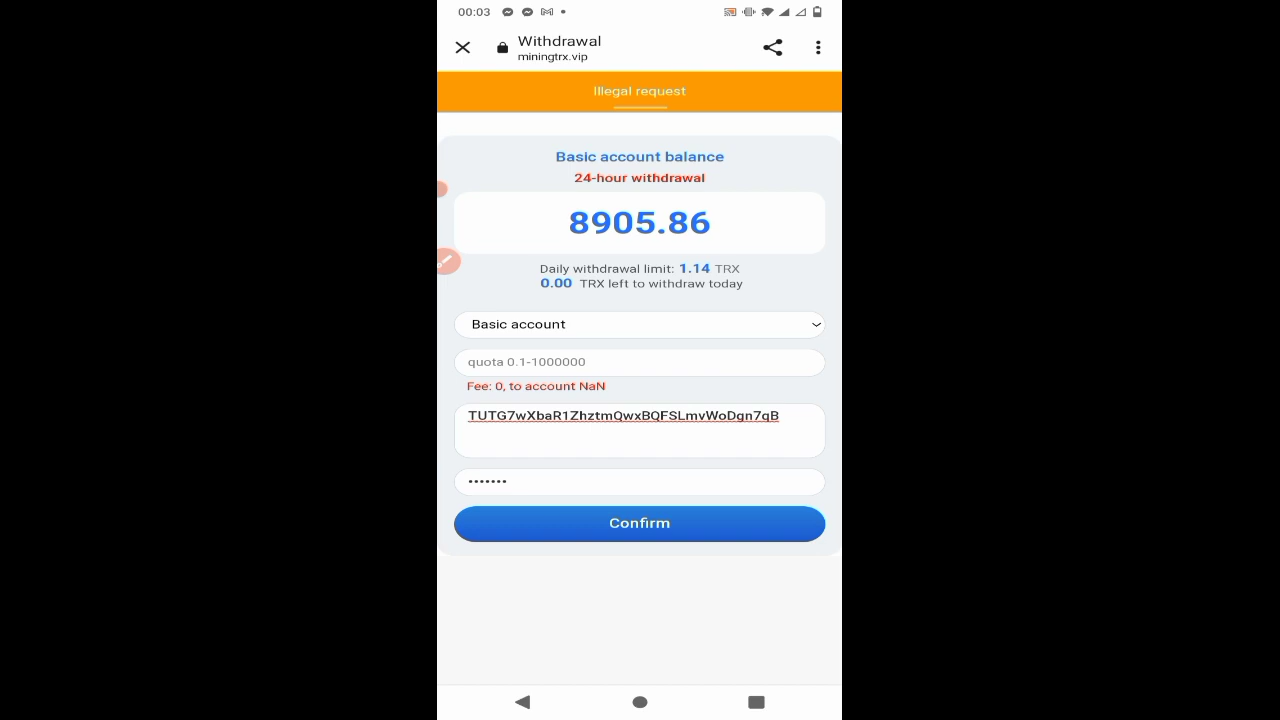 00:03
Withdrawal
miningtrx.vip
Illegal request
Basic account balance
24-hour withdrawal
8905.86
Daily withdrawal limit: 1.14 TRX
0.00 TRX left to withdraw today
Basic account
quota 0.1-1000000
Fee: 0, to account NaN
TUTG7wXbaR1ZhztmQwxBQFSLmvWoDgn7qB
•••••••
Confirm